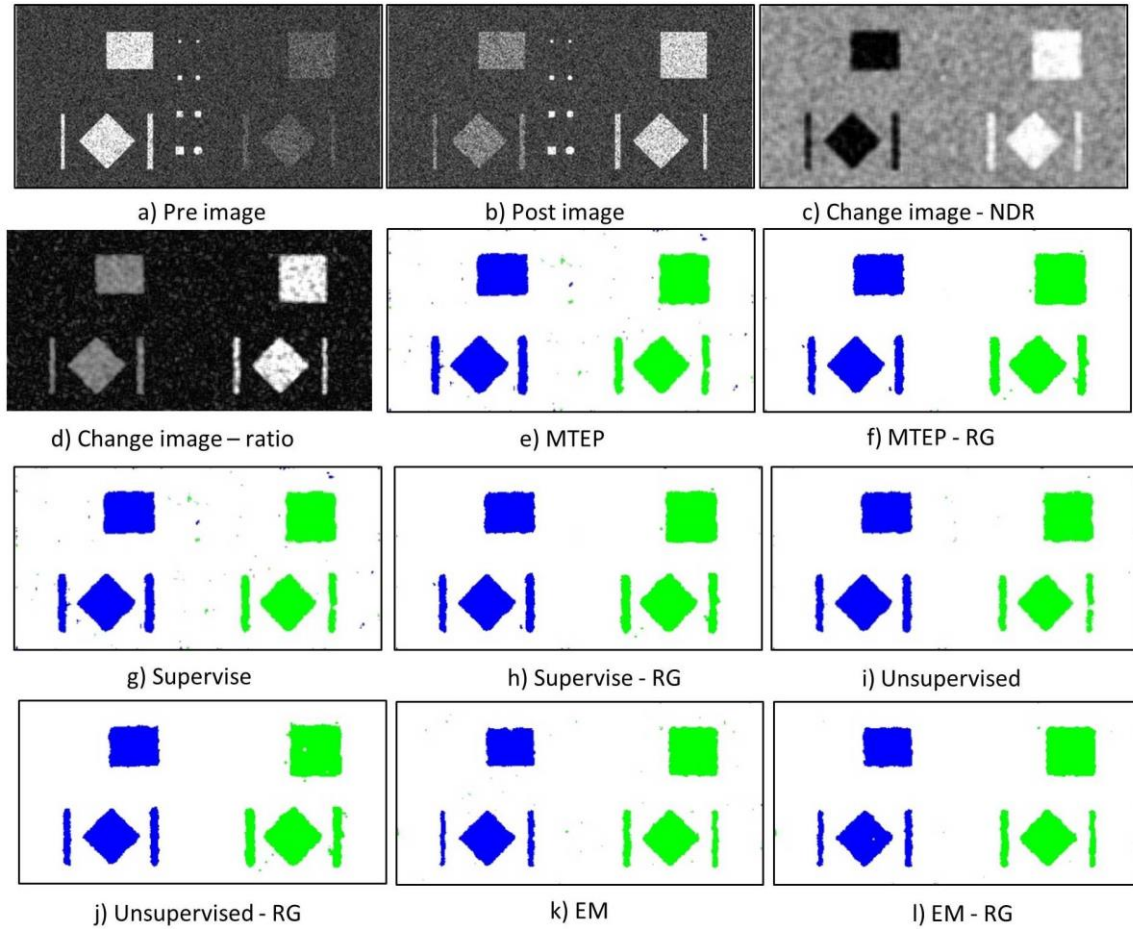 a) Pre image
b) Post image
c) Change image - NDR
d) Change image – ratio
e) MTEP
f) MTEP - RG
g) Supervise
h) Supervise - RG
i) Unsupervised
j) Unsupervised - RG
k) EM
l) EM - RG